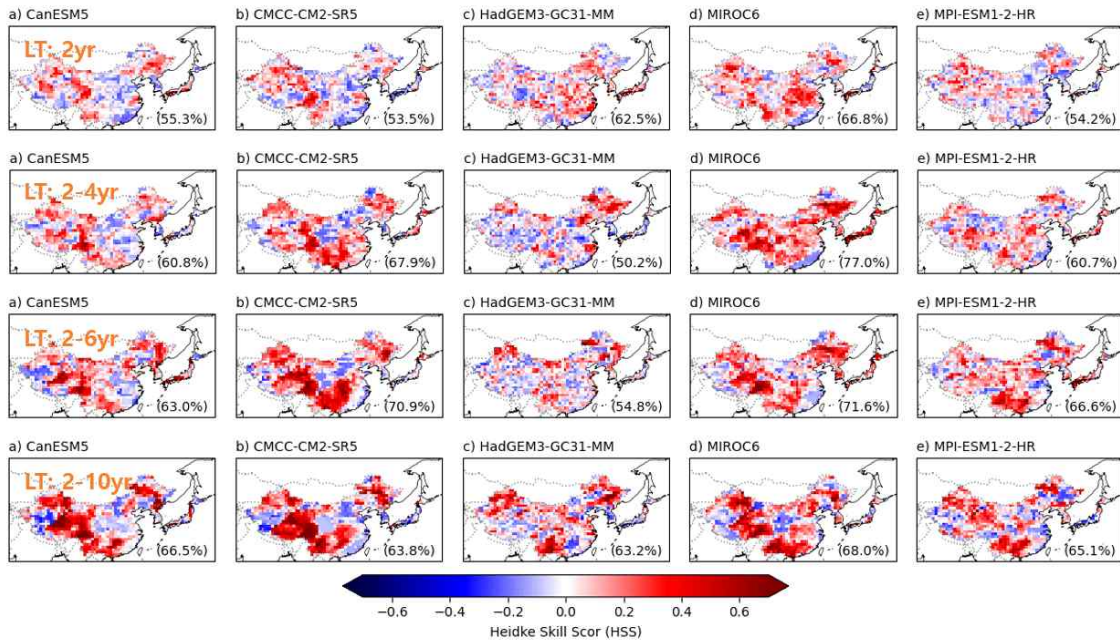 a) CanESM5 b) CMCC-CM2-SR5 c) HadGEM3-GC31-MM d) MIROC6 e) MPI-ESM1-2-HR
LT: 2yr
(55.3%) (53.5%) (62.5%) (66.8%) (54.2%)
a) CanESM5 b) CMCC-CM2-SR5 c) HadGEM3-GC31-MM d) MIROC6 e) MPI-ESM1-2-HR
LT: 2-4yr
(60.8%) (67.9%) (50.2%) (77.0%) (60.7%)
a) CanESM5 b) CMCC-CM2-SR5 c) HadGEM3-GC31-MM d) MIROC6 e) MPI-ESM1-2-HR
LT: 2-6yr
(63.0%) (70.9%) (54.8%) (71.6%) (66.6%)
a) CanESM5 b) CMCC-CM2-SR5 c) HadGEM3-GC31-MM d) MIROC6 e) MPI-ESM1-2-HR
LT: 2-10yr
(66.5%) (63.8%) (63.2%) (68.0%) (65.1%)
−0.6 −0.4 −0.2 0.0 0.2 0.4 0.6
Heidke Skill Scor (HSS)